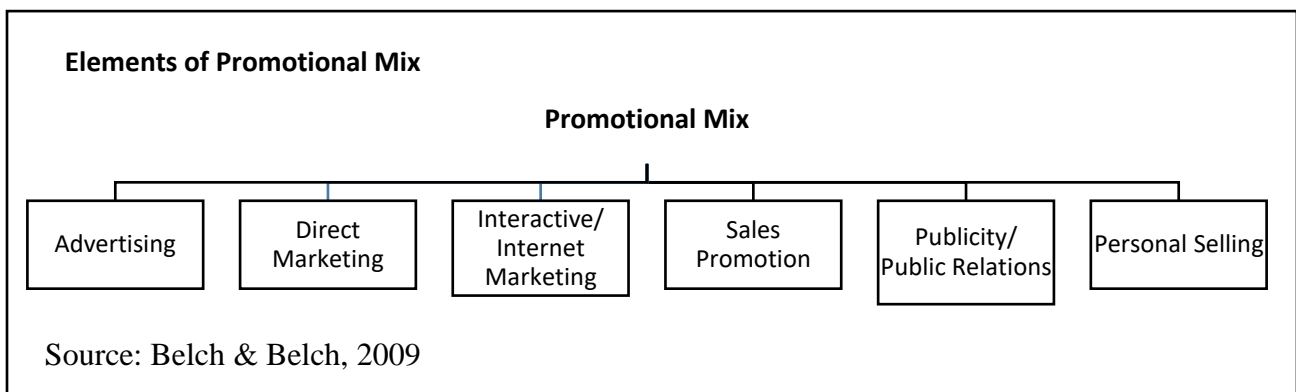 Elements of Promotional Mix
Promotional Mix
Advertising
Direct
Marketing
Interactive/
Internet
Marketing
Sales
Promotion
Publicity/
Public Relations
Personal Selling
Source: Belch & Belch, 2009